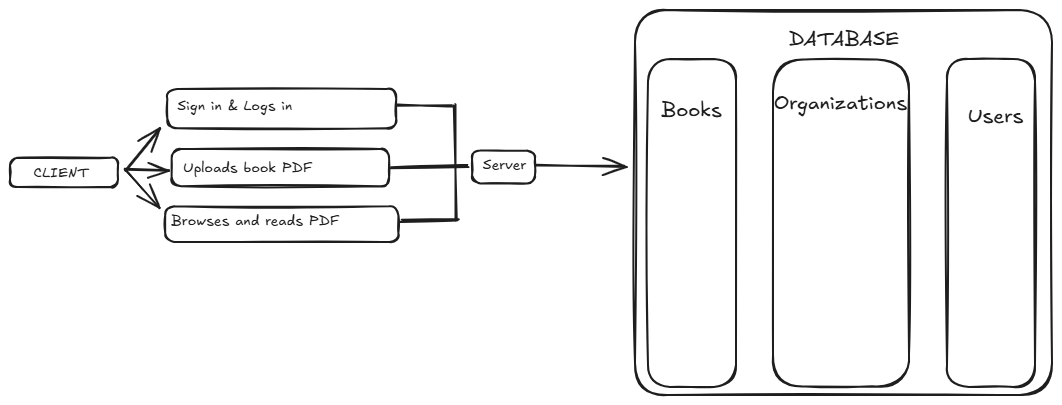 CLIENT
Sign in & Logs in
Uploads book PDF
Browses and reads PDF
Server
DATABASE
Books
Organizations
Users